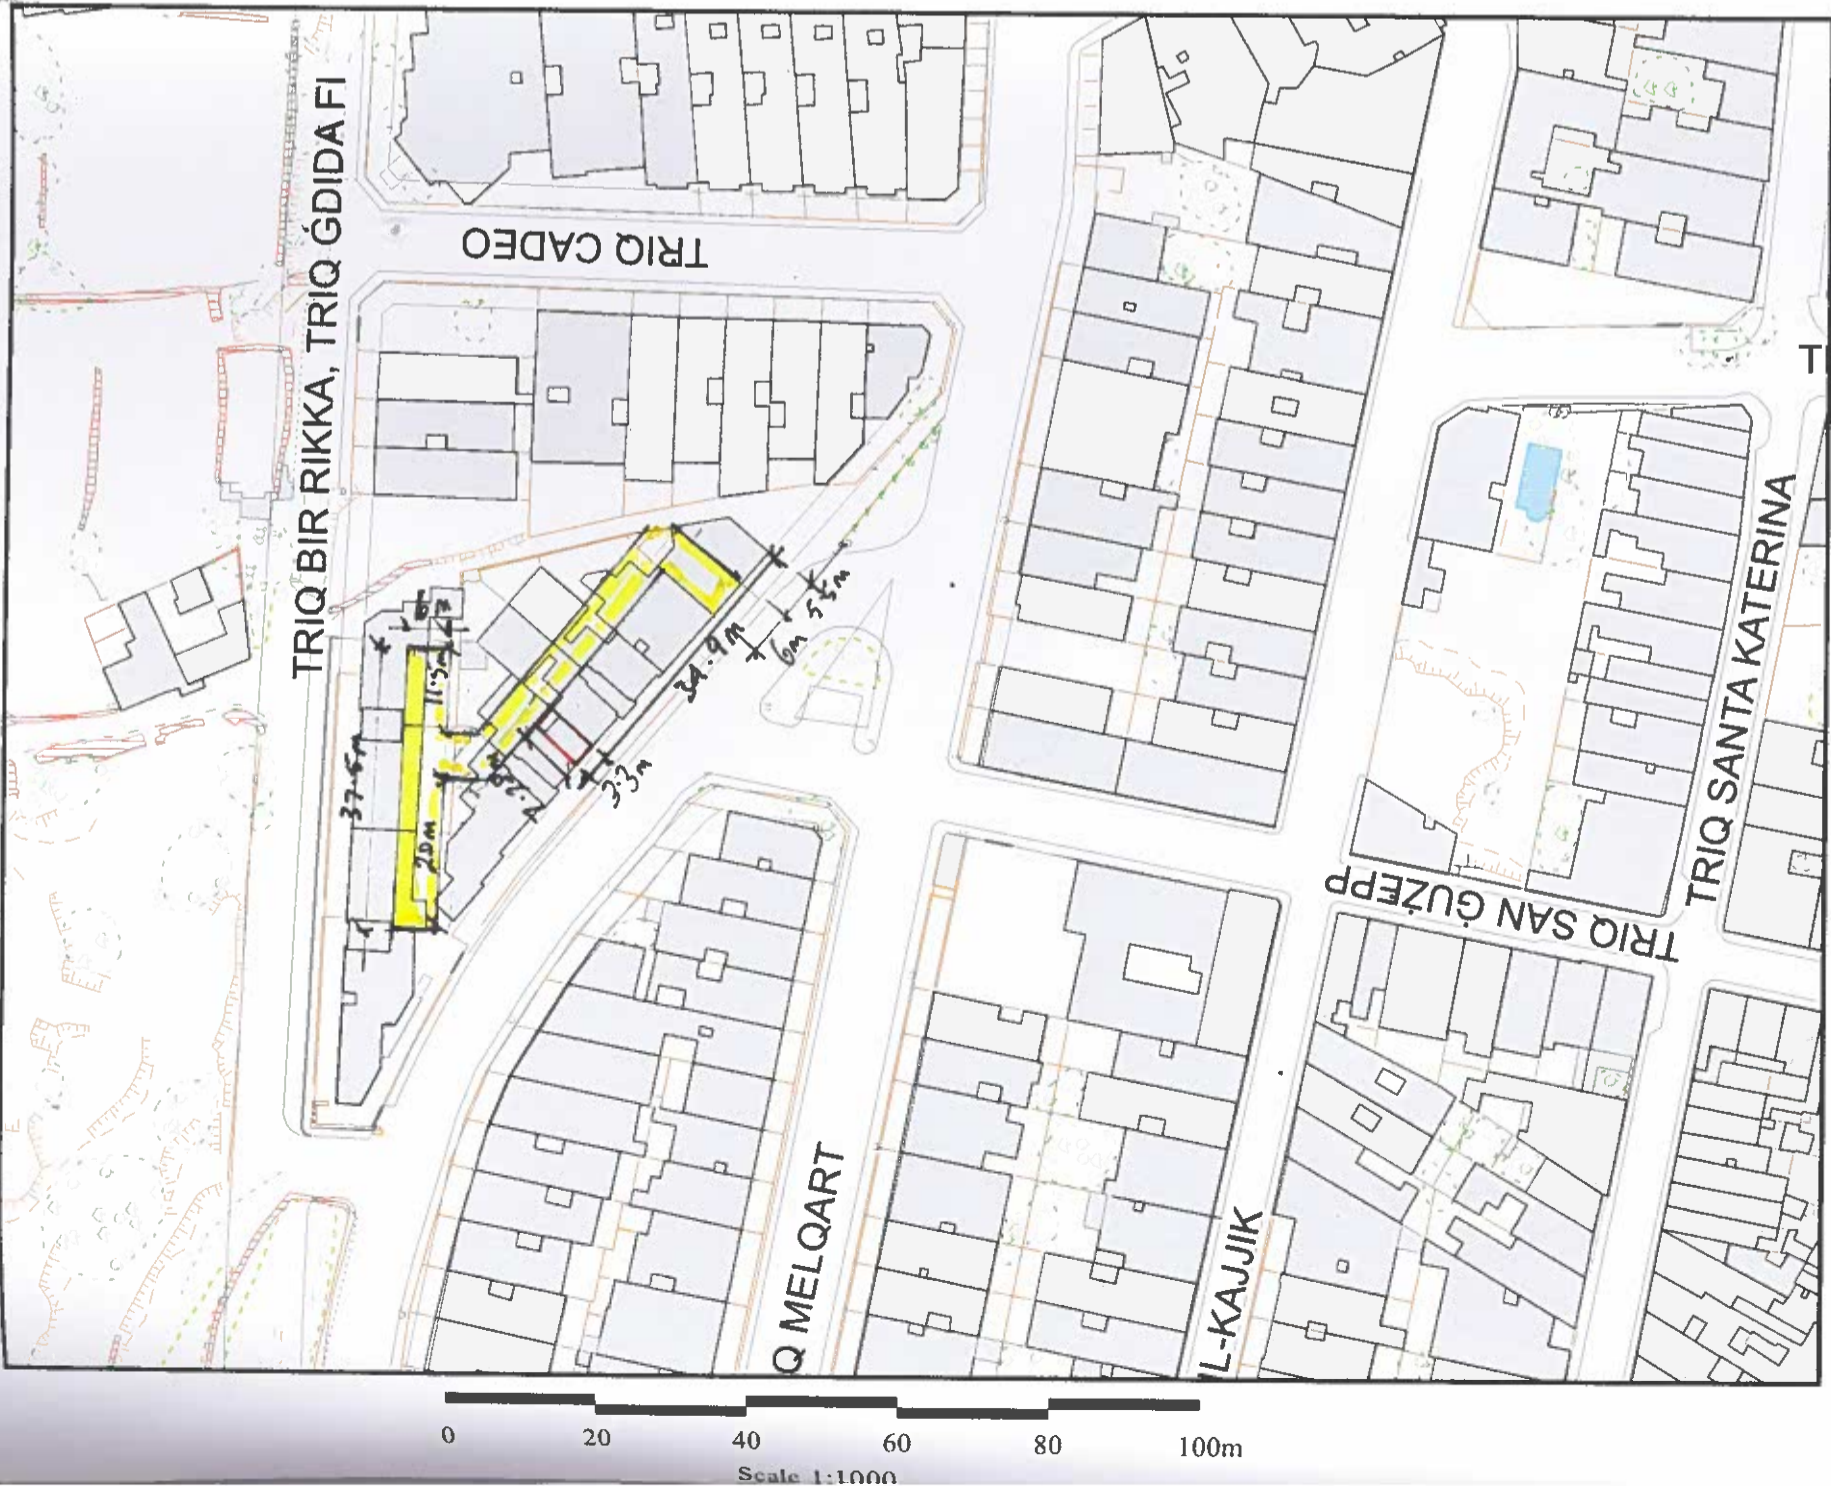 TRIQ BIR RIKKA, TRIQ ĠDIDA FI
TRIQ CADEO
T
TRIQ SANTA KATERINA
TRIQ SAN ĠUŻEPP
Q MELQART
IL-KAJJIK
11.5m
37.5m
20m
34.9m
6m
5.5m
3.3m
E
0 20 40 60 80 100m
Scale 1:1000